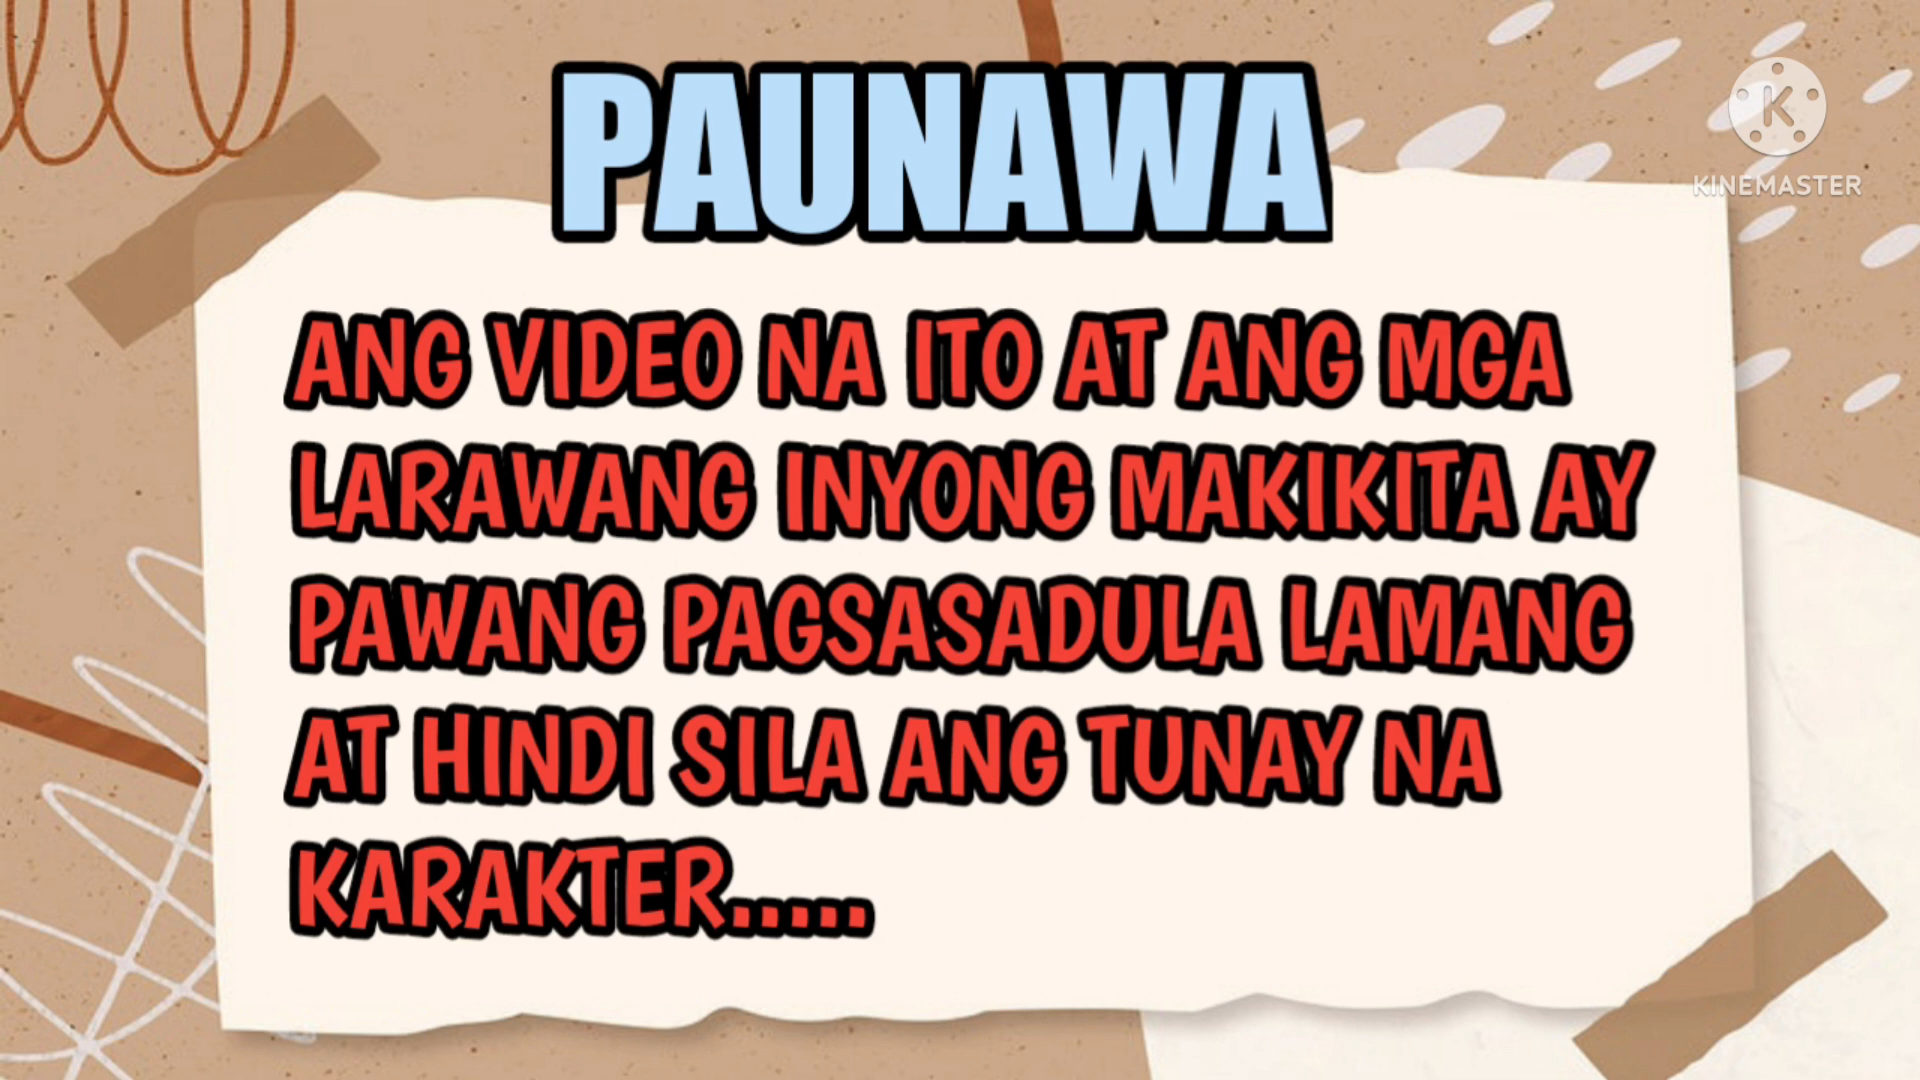 PAUNAWA
K
KINEMASTER
ANG VIDEO NA ITO AT ANG MGA
LARAWANG INYONG MAKIKITA AY
PAWANG PAGSASADULA LAMANG
AT HINDI SILA ANG TUNAY NA
KARAKTER.....